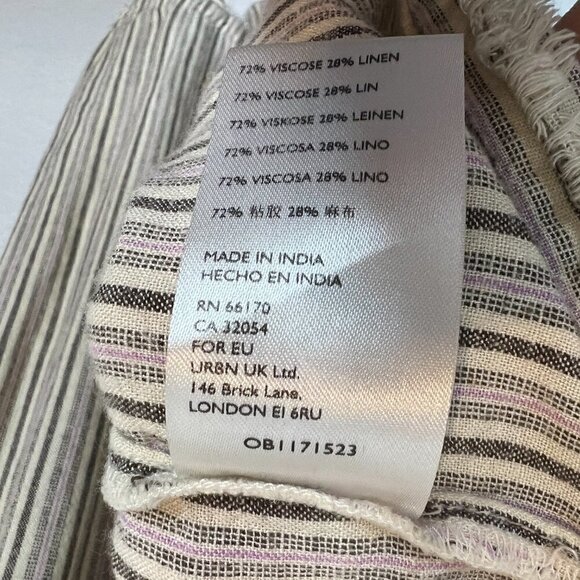 72% VISCOSE 28% LINEN
72% VISCOSE 28% LIN
72% VISKOSE 28% LEINEN
72% VISCOSA 28% LINO
72% VISCOSA 28% LINO
72% 粘胶 28% 麻布
MADE IN INDIA
HECHO EN INDIA
RN 66170
CA 32054
FOR EU
URBN UK Ltd.
146 Brick Lane,
LONDON E1 6RU
OB1171523